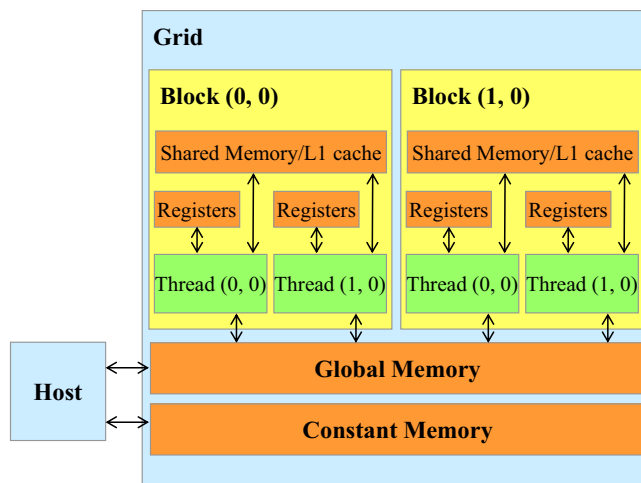 Grid
Block (0, 0)
Block (1, 0)
Shared Memory/L1 cache
Shared Memory/L1 cache
Registers
Registers
Registers
Registers
Thread (0, 0)
Thread (1, 0)
Thread (0, 0)
Thread (1, 0)
Host
Global Memory
Constant Memory